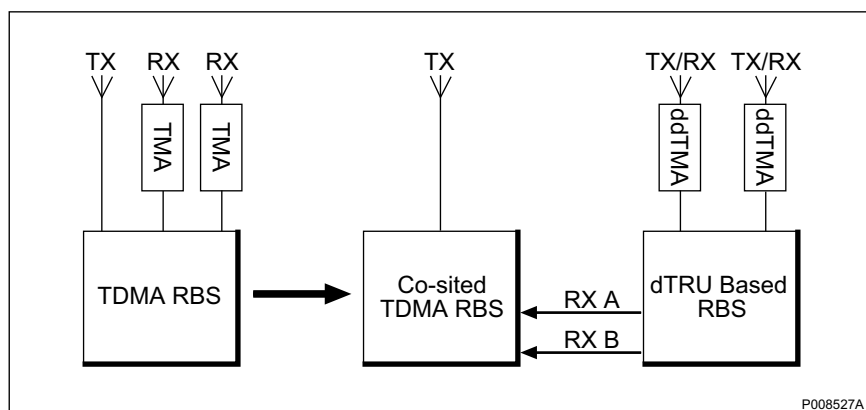 TX RX RX TX TX/RX TX/RX
TMA TMA ddTMA ddTMA
TDMA RBS
Co-sited
TDMA RBS
RX A
RX B
dTRU Based
RBS
P008527A